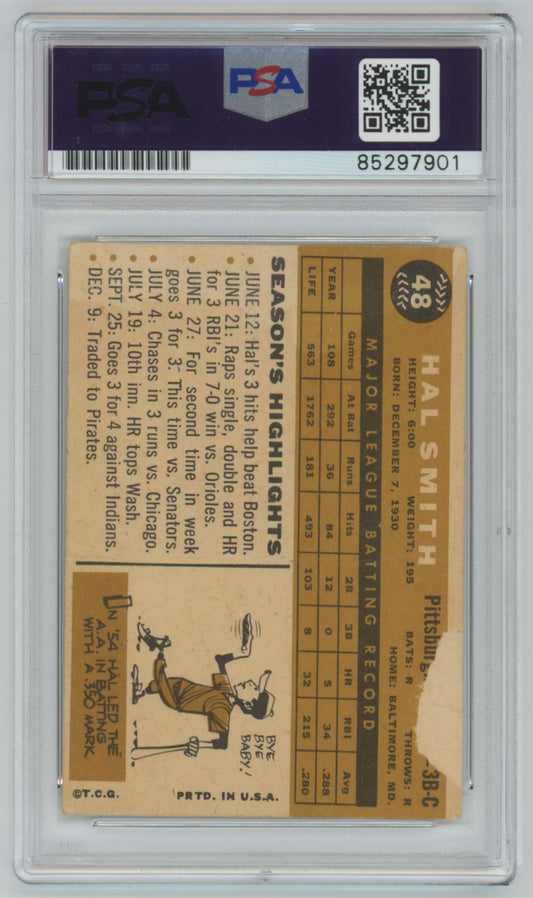 PSA
PSA
85297901
48
HAL SMITH
Pittsburg
3B-C
HEIGHT: 6:00 WEIGHT: 195 BATS: R THROWS: R
BORN: DECEMBER 7, 1930 HOME: BALTIMORE, MD.
MAJOR LEAGUE BATTING RECORD
Games At Bat Runs Hits 2B 3B HR RBI Avg
YEAR 108 292 36 84 12 0 5 34 .288
LIFE 563 1762 181 493 103 8 32 215 .280
SEASON'S HIGHLIGHTS
• JUNE 12: Hal's 3 hits help beat Boston.
• JUNE 21: Raps single, double and HR
for 3 RBI's in 7-0 win vs. Orioles.
• JUNE 27: For second time in week
goes 3 for 3: This time vs. Senators.
• JULY 4: Chases in 3 runs vs. Chicago.
• JULY 19: 10th inn. HR tops Wash.
• SEPT. 25: Goes 3 for 4 against Indians.
• DEC. 9: Traded to Pirates.
BYE
BYE
BABY!
IN '54 HAL LED THE
A.A. IN BATTING
WITH A .350 MARK
©T.C.G. PRTD. IN U.S.A.